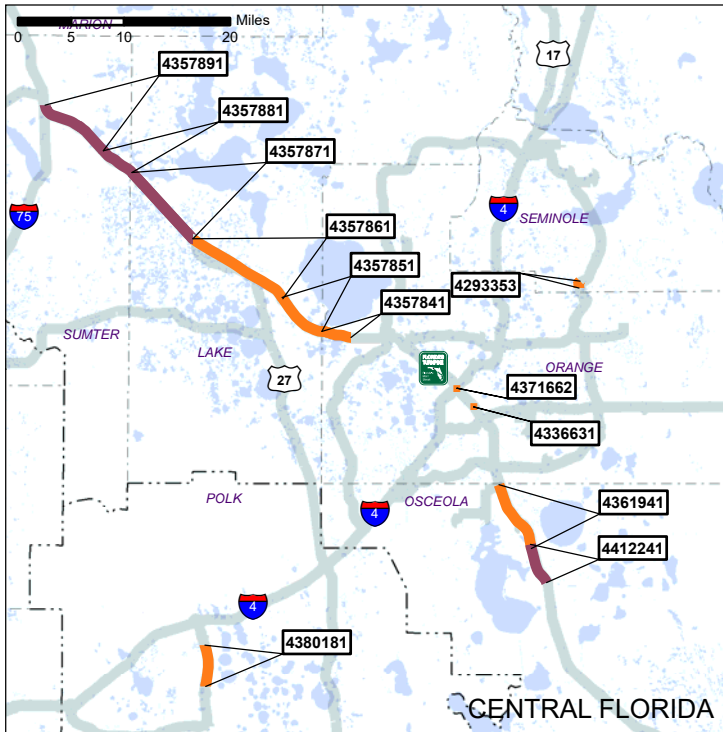 MARION
Miles
0 5 10 20
17
4357891
4357881
4357871
75
4
SEMINOLE
4357861
4357851
4293353
4357841
SUMTER
LAKE
27
ORANGE
4371662
4336631
POLK
OSCEOLA
4
4361941
4412241
4
4380181
CENTRAL FLORIDA